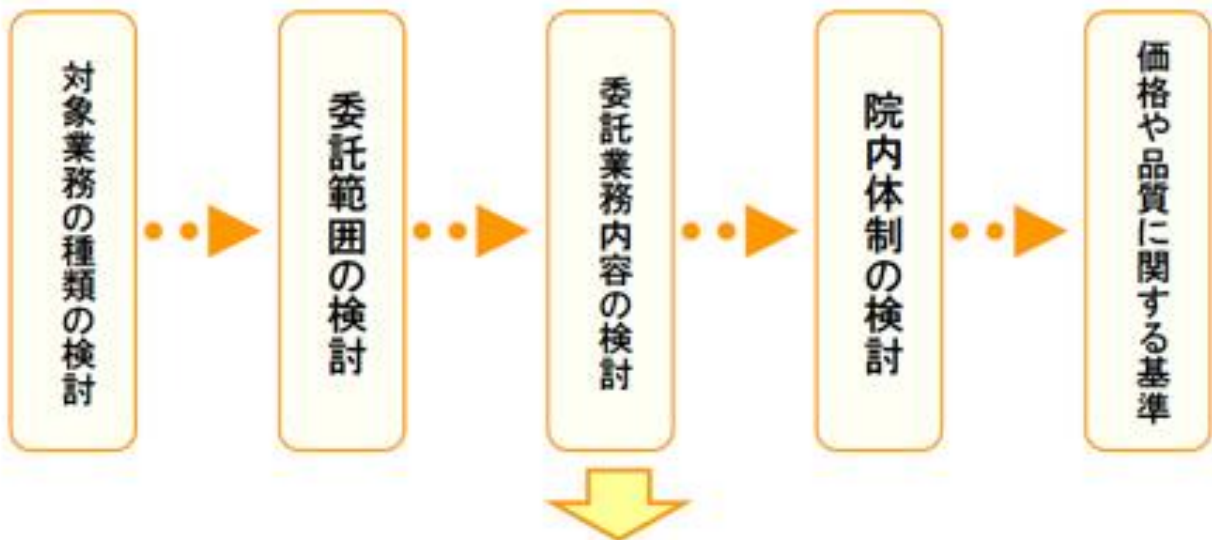 対象業務の種類の検討
委託範囲の検討
委託業務内容の検討
院内体制の検討
価格や品質に関する基準